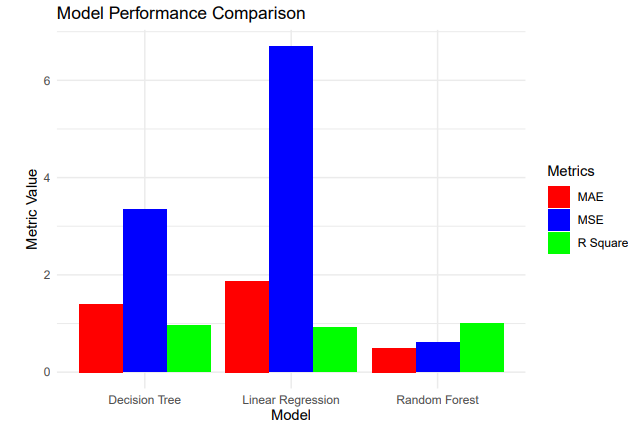 Model Performance Comparison
Metric Value
6
4
2
0
Decision Tree
Linear Regression
Random Forest
Model
Metrics
MAE
MSE
R Square